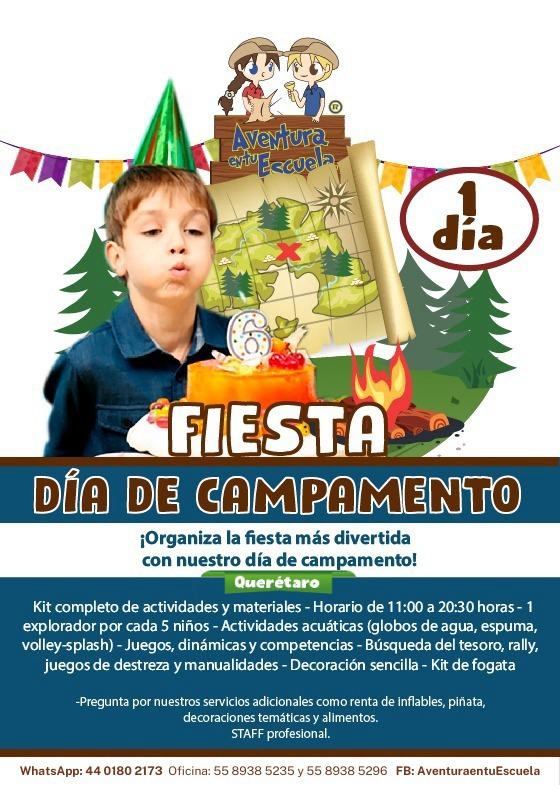 Aventura
en tu
Escuela
®
1
día
6
FIESTA
DÍA DE CAMPAMENTO
¡Organiza la fiesta más divertida
con nuestro día de campamento!
Querétaro
Kit completo de actividades y materiales - Horario de 11:00 a 20:30 horas - 1
explorador por cada 5 niños - Actividades acuáticas (globos de agua, espuma,
volley-splash) - Juegos, dinámicas y competencias - Búsqueda del tesoro, rally,
juegos de destreza y manualidades - Decoración sencilla - Kit de fogata
-Pregunta por nuestros servicios adicionales como renta de inflables, piñata,
decoraciones temáticas y alimentos.
STAFF profesional.
WhatsApp: 44 0180 2173 Oficina: 55 8938 5235 y 55 8938 5296 FB: AventuraentuEscuela